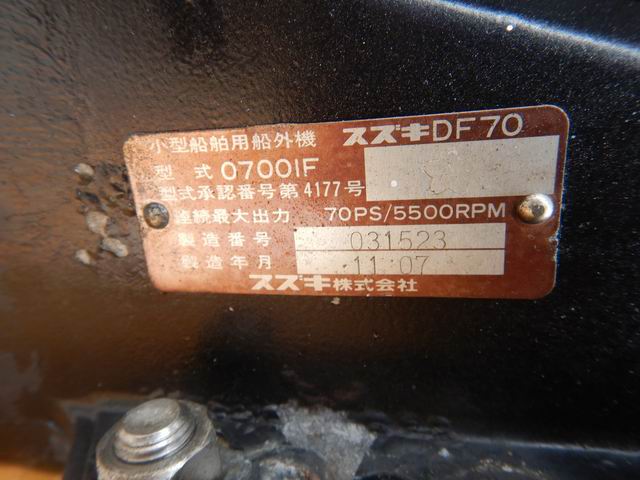 小型船舶用船外機 スズキDF70
型式 07001F
型式承認番号第4177号
連続最大出力 70PS/5500RPM
製造番号 031523
製造年月 11 07
スズキ株式会社